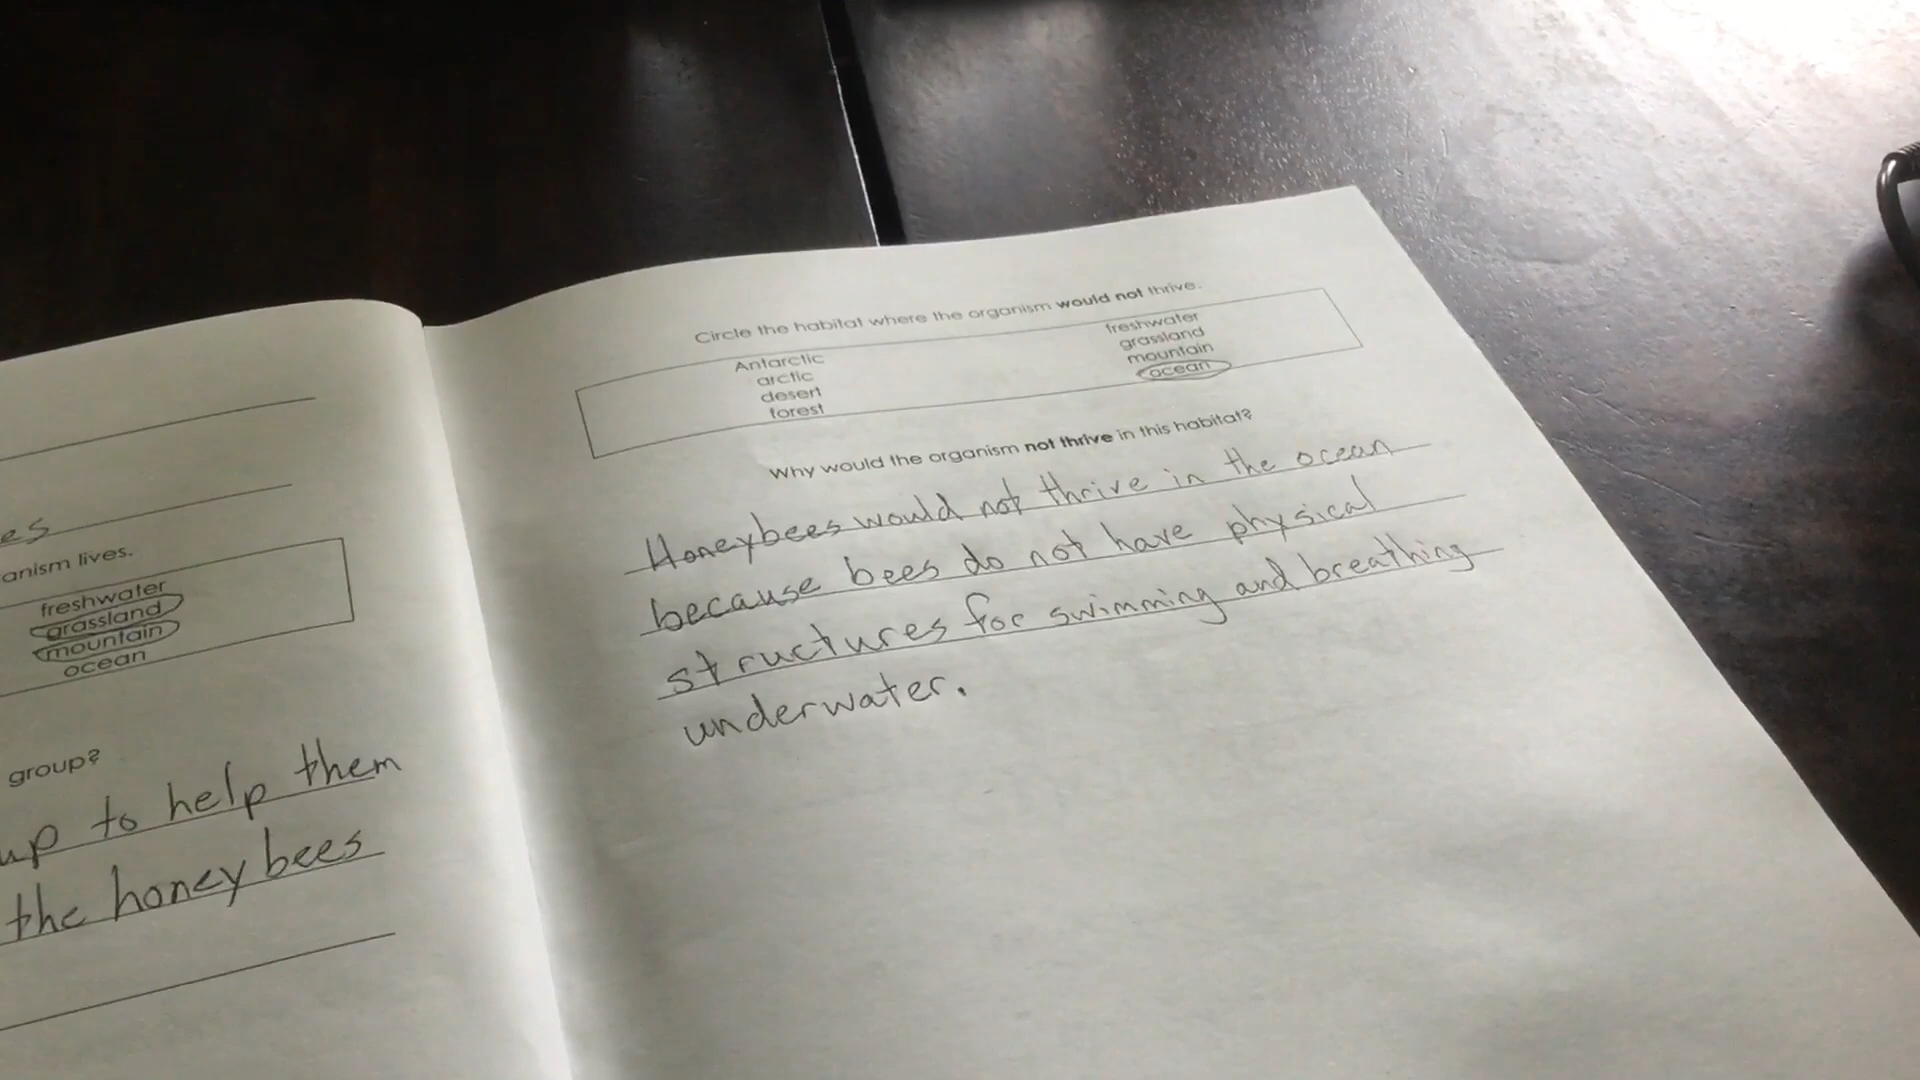 es
anism lives.
freshwater
grassland
mountain
ocean
group?
up to help them
the honeybees
Circle the habitat where the organism would not thrive.
Antarctic
arctic
desert
forest
freshwater
grassland
mountain
ocean
Why would the organism not thrive in this habitat?
Honeybees would not thrive in the ocean
because bees do not have physical
structures for swimming and breathing
underwater.